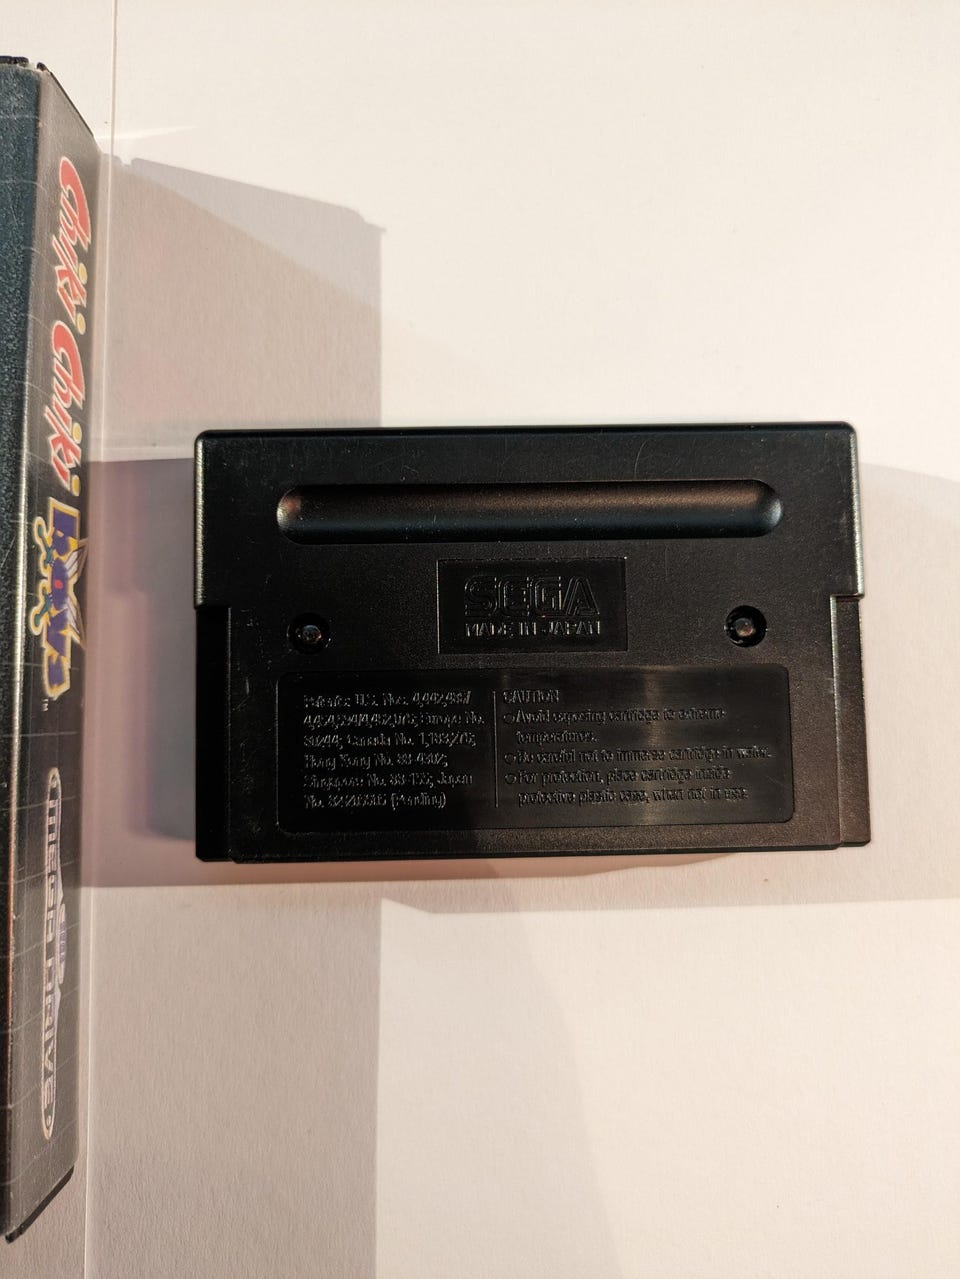 Chiki Chiki BOYS™
MEGA DRIVE
SEGA
MADE IN JAPAN
Patents: U.S. Nos. 4,442,486/
4,454,594/4,462,076; Europe No.
80244; Canada No. 1,183,276;
Hong Kong No. 88-4302;
Singapore No. 88-155; Japan
No. 82-205605 (Pending)
CAUTION
○Avoid exposing cartridge to extreme
temperatures.
○Be careful not to immerse cartridge in water.
○For protection, place cartridge inside
protective plastic case, when not in use.